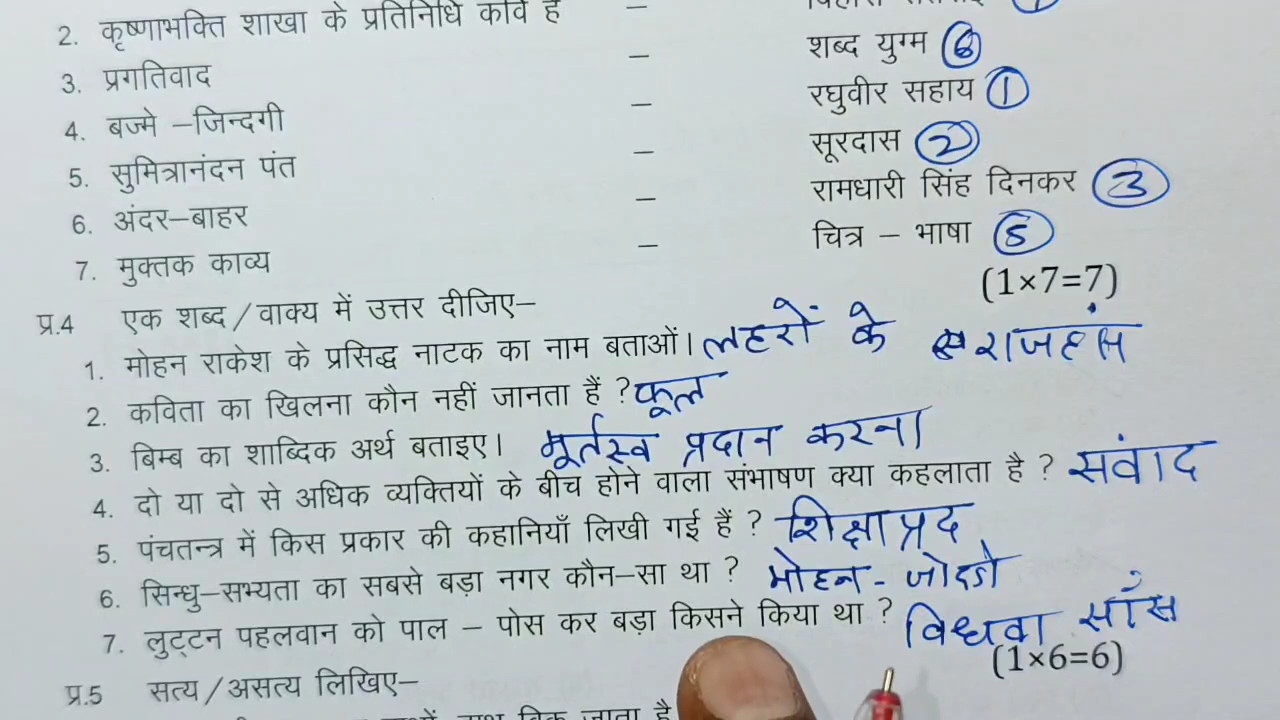 2. कृष्णाभक्ति शाखा के प्रतिनिधि कवि है –
3. प्रगतिवाद – शब्द युग्म 6
4. बज्मे –जिन्दगी – रघुवीर सहाय 1
5. सुमित्रानंदन पंत – सूरदास 2
6. अंदर–बाहर – रामधारी सिंह दिनकर 3
7. मुक्तक काव्य – चित्र – भाषा 5
(1×7=7)
प्र.4 एक शब्द/वाक्य में उत्तर दीजिए–
1. मोहन राकेश के प्रसिद्ध नाटक का नाम बताओं। लहरों के राजहंस
2. कविता का खिलना कौन नहीं जानता हैं ? फूल
3. बिम्ब का शाब्दिक अर्थ बताइए। मूर्तस्व प्रदान करना
4. दो या दो से अधिक व्यक्तियों के बीच होने वाला संभाषण क्या कहलाता है ? संवाद
5. पंचतन्त्र में किस प्रकार की कहानियाँ लिखी गई हैं ? शिक्षाप्रद
6. सिन्धु–सभ्यता का सबसे बड़ा नगर कौन–सा था ? मोहन-जोदडो
7. लुट्टन पहलवान को पाल – पोस कर बड़ा किसने किया था ? विधवा साँस
(1×6=6)
प्र.5 सत्य/असत्य लिखिए–